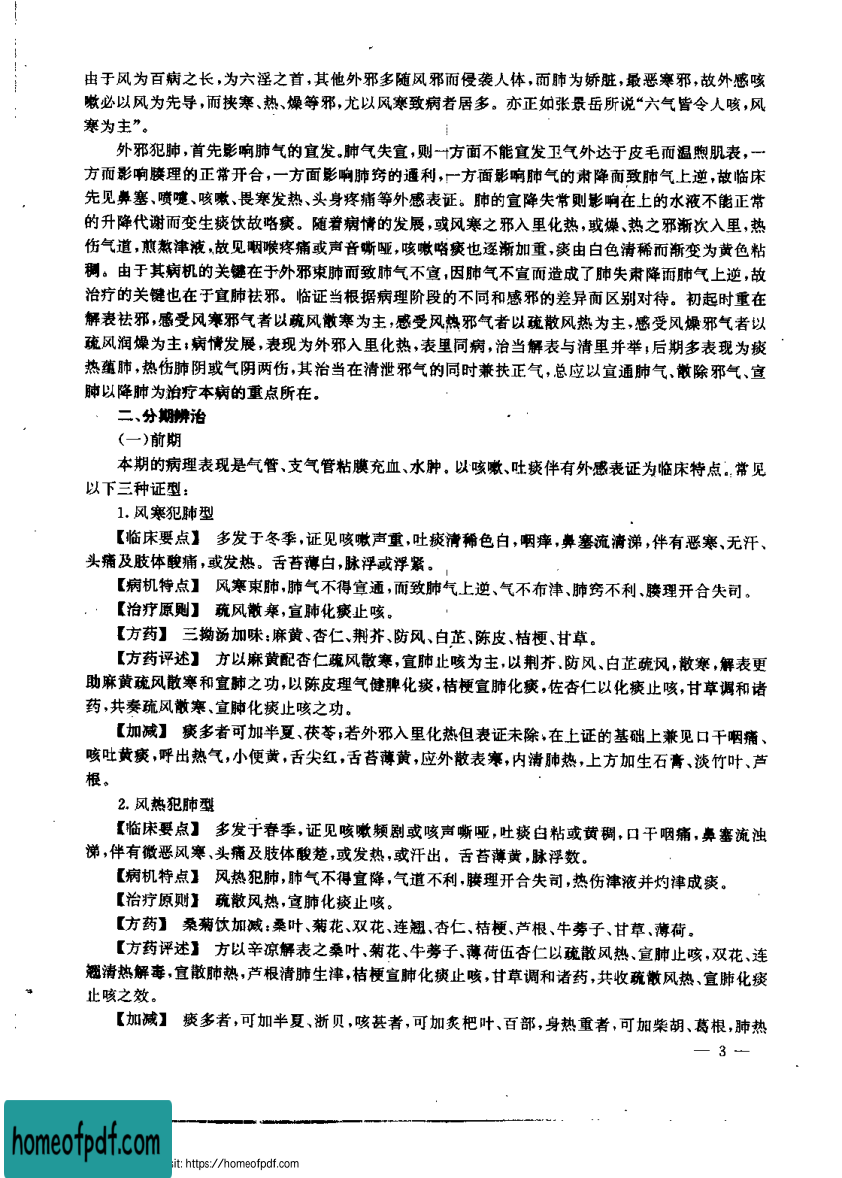 由于风为百病之长,为六淫之首,其他外邪多随风邪而侵袭人体,而肺为娇脏,最恶寒邪,故外感咳
嗽必以风为先导,而挟寒、热、燥等邪,尤以风寒致病者居多。亦正如张景岳所说“六气皆令人咳,风
寒为主”。
外邪犯肺,首先影响肺气的宣发。肺气失宣,则一方面不能宣发卫气外达于皮毛而温煦肌表,一
方而影响腠理的正常开合,一方面影响肺窍的通利,一方面影响肺气的肃降而致肺气上逆,故临床
先见鼻塞、喷嚏、咳嗽、畏寒发热、头身疼痛等外感表证。肺的宣降失常则影响在上的水液不能正常
的升降代谢而变生痰饮故咯痰。随着病情的发展,或风寒之邪入里化热,或燥、热之邪渐次入里,热
伤气道,煎熬津液,故见咽喉疼痛或声音嘶哑,咳嗽咯痰也逐渐加重,痰由白色清稀而渐变为黄色粘
稠。由于其病机的关键在于外邪束肺而致肺气不宣,因肺气不宣而造成了肺失肃降而肺气上逆,故
治疗的关键也在于宣肺祛邪。临证当根据病理阶段的不同和感邪的差异而区别对待。初起时重在
解表祛邪,感受风寒邪气者以疏风散寒为主,感受风热邪气者以疏散风热为主,感受风燥邪气者以
疏风润燥为主;病情发展,表现为外邪入里化热,表里同病,治当解表与清里并举;后期多表现为痰
热蕴肺,热伤肺阴或气阴两伤,其治当在清泄邪气的同时兼扶正气,总应以宣通肺气、散除邪气、宣
肺以降肺为治疗本病的重点所在。
二、分期辨治
(一)前期
本期的病理表现是气管、支气管粘膜充血、水肿。以咳嗽、吐痰伴有外感表证为临床特点。常见
以下三种证型:
1. 风寒犯肺型
【临床要点】 多发于冬季,证见咳嗽声重,吐痰清稀色白,咽痒,鼻塞流清涕,伴有恶寒、无汗、
头痛及肢体酸痛,或发热。舌苔薄白,脉浮或浮紧。
【病机特点】 风寒束肺,肺气不得宣通,而致肺气上逆、气不布津、肺窍不利、腠理开合失司。
【治疗原则】 疏风散寒,宣肺化痰止咳。
【方药】 三拗汤加味:麻黄、杏仁、荆芥、防风、白芷、陈皮、桔梗、甘草。
【方药评述】 方以麻黄配杏仁疏风散寒,宣肺止咳为主,以荆芥、防风、白芷疏风,散寒,解表更
助麻黄疏风散寒和宣肺之功,以陈皮理气健脾化痰,桔梗宣肺化痰,佐杏仁以化痰止咳,甘草调和诸
药,共奏疏风散寒、宣肺化痰止咳之功。
【加减】 痰多者可加半夏、茯苓;若外邪入里化热但表证未除、在上证的基础上兼见口干咽痛、
咳吐黄痰,呼出热气,小便黄,舌尖红,舌苔薄黄,应外散表寒,内清肺热,上方加生石膏、淡竹叶、芦
根。
2. 风热犯肺型
【临床要点】 多发于春季,证见咳嗽频剧或咳声嘶哑,吐痰白粘或黄稠,口干咽痛,鼻塞流浊
涕,伴有微恶风寒、头痛及肢体酸楚,或发热,或汗出。舌苔薄黄,脉浮数。
【病机特点】 风热犯肺,肺气不得宣降,气道不利,腠理开合失司,热伤津液并灼津成痰。
【治疗原则】 疏散风热,宣肺化痰止咳。
【方药】 桑菊饮加减:桑叶、菊花、双花、连翘、杏仁、桔梗、芦根、牛蒡子、甘草、薄荷。
【方药评述】 方以辛凉解表之桑叶、菊花、牛蒡子、薄荷伍杏仁以疏散风热、宣肺止咳,双花、连
翘清热解毒,宣散肺热,芦根清肺生津,桔梗宣肺化痰止咳,甘草调和诸药,共收疏散风热、宣肺化痰
止咳之效。
【加减】 痰多者,可加半夏、浙贝,咳甚者,可加炙杷叶、百部,身热重者,可加柴胡、葛根,肺热
— 3 —
homeofpdf.com
sit: https://homeofpdf.com